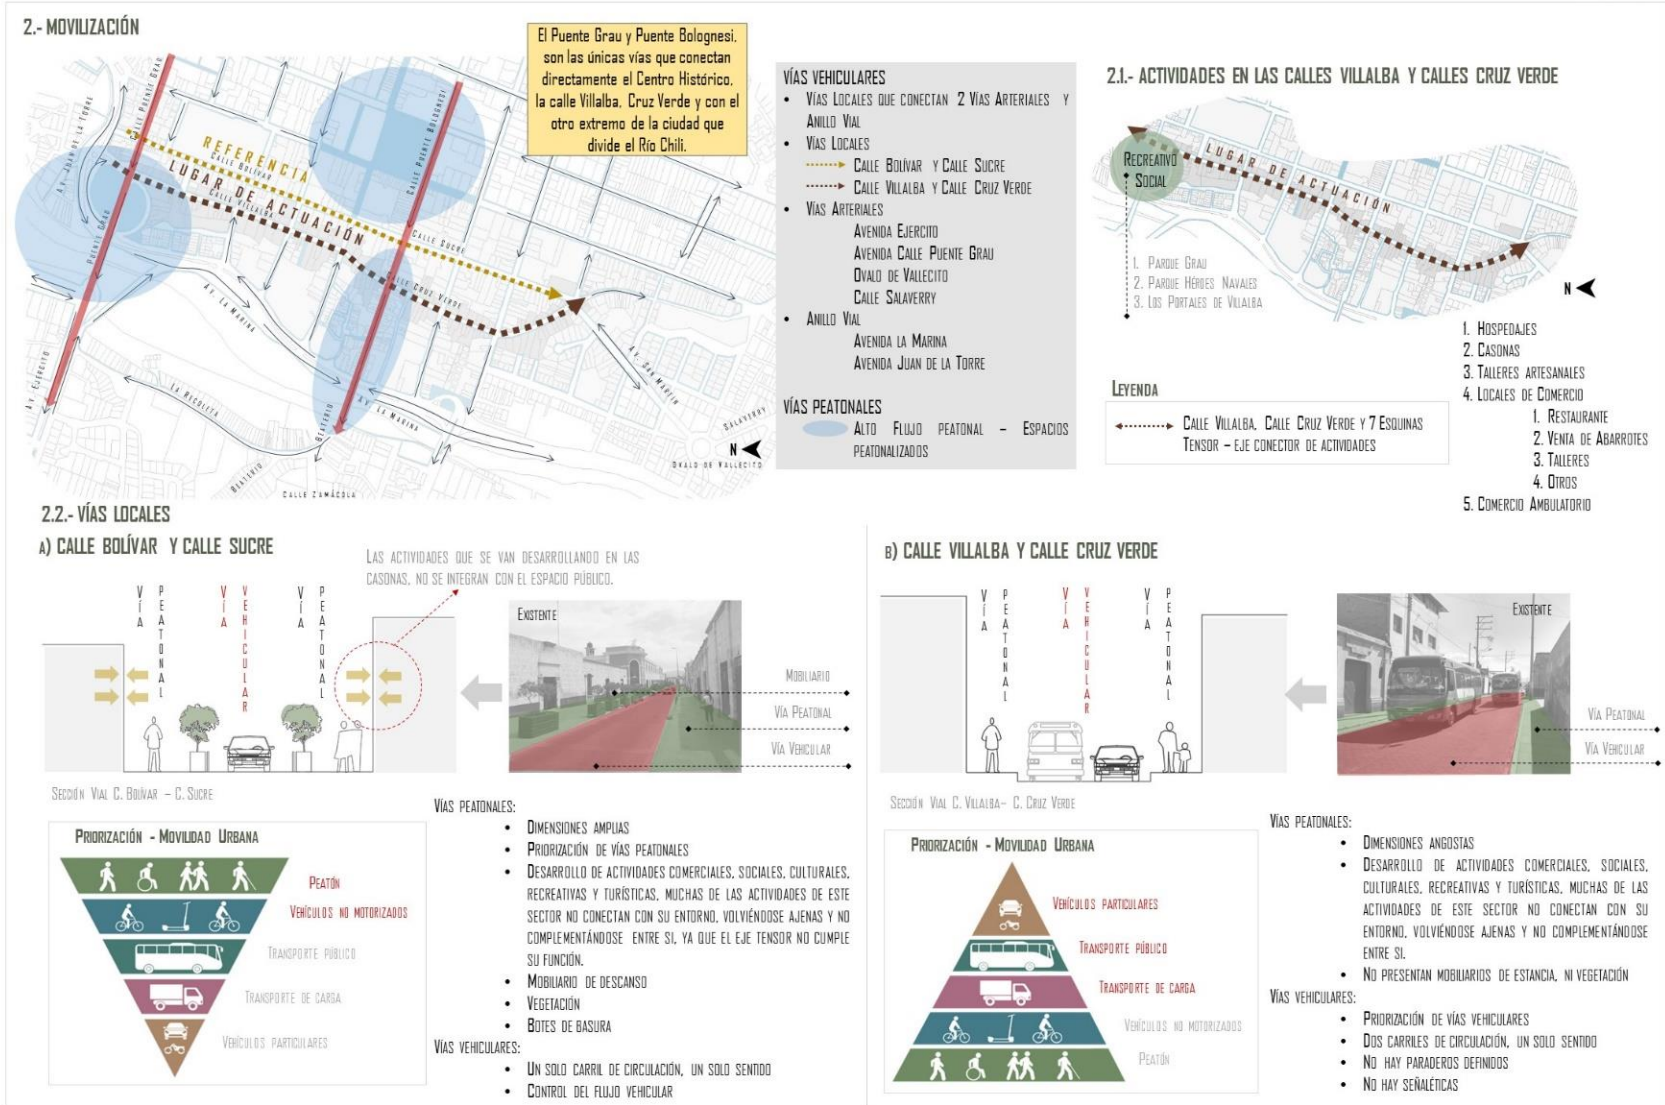 2.- MOVILIZACIÓN
El Puente Grau y Puente Bolognesi,
son las únicas vías que conectan
directamente el Centro Histórico,
la calle Villalba, Cruz Verde y con el
otro extremo de la ciudad que
divide el Río Chili.
CALLE PUENTE GRAU
AV. JUAN DE LA TORRE
CALLE PUENTE BOLOGNESI
REFERENCIA
CALLE BOLÍVAR
LUGAR DE ACTUACIÓN
CALLE VILLALBA
PUENTE GRAU
CALLE SUCRE
CALLE CRUZ VERDE
AV. LA MARINA
AV. EJERCITO
LA RECOLETA
AV. LA MARINA
BEATERIO
BEATERIO
AV. SAN MARTIN
SALAVERRY
N
OVALO DE VALLECITO
CALLE ZAMÁCOLA
VÍAS VEHICULARES
• VÍAS LOCALES QUE CONECTAN 2 VÍAS ARTERIALES Y
ANILLO VIAL
• VÍAS LOCALES
CALLE BOLÍVAR Y CALLE SUCRE
CALLE VILLALBA Y CALLE CRUZ VERDE
• VÍAS ARTERIALES
AVENIDA EJERCITO
AVENIDA CALLE PUENTE GRAU
OVALO DE VALLECITO
CALLE SALAVERRY
• ANILLO VIAL
AVENIDA LA MARINA
AVENIDA JUAN DE LA TORRE
VÍAS PEATONALES
ALTO FLUJO PEATONAL – ESPACIOS
PEATONALIZADOS
2.1.- ACTIVIDADES EN LAS CALLES VILLALBA Y CALLES CRUZ VERDE
RECREATIVO
SOCIAL
LUGAR DE ACTUACIÓN
1. PARQUE GRAU
2. PARQUE HÉROES NAVALES
3. LOS PORTALES DE VILLALBA
N
1. HOSPEDAJES
2. CASONAS
3. TALLERES ARTESANALES
4. LOCALES DE COMERCIO
1. RESTAURANTE
2. VENTA DE ABARROTES
3. TALLERES
4. OTROS
5. COMERCIO AMBULATORIO
LEYENDA
CALLE VILLALBA, CALLE CRUZ VERDE Y 7 ESQUINAS
TENSOR – EJE CONECTOR DE ACTIVIDADES
2.2.- VÍAS LOCALES
A) CALLE BOLÍVAR Y CALLE SUCRE
LAS ACTIVIDADES QUE SE VAN DESARROLLANDO EN LAS
CASONAS, NO SE INTEGRAN CON EL ESPACIO PÚBLICO.
VÍA PEATONAL
VÍA VEHICULAR
VÍA PEATONAL
EXISTENTE
MOBILIARIO
VÍA PEATONAL
VÍA VEHICULAR
SECCIÓN VIAL C. BOLÍVAR – C. SUCRE
PRIORIZACIÓN - MOVILIDAD URBANA
PEATÓN
VEHÍCULOS NO MOTORIZADOS
TRANSPORTE PÚBLICO
TRANSPORTE DE CARGA
VEHÍCULOS PARTICULARES
VÍAS PEATONALES:
• DIMENSIONES AMPLIAS
• PRIORIZACIÓN DE VÍAS PEATONALES
• DESARROLLO DE ACTIVIDADES COMERCIALES, SOCIALES, CULTURALES,
RECREATIVAS Y TURÍSTICAS, MUCHAS DE LAS ACTIVIDADES DE ESTE
SECTOR NO CONECTAN CON SU ENTORNO, VOLVIÉNDOSE AJENAS Y NO
COMPLEMENTÁNDOSE ENTRE SI, YA QUE EL EJE TENSOR NO CUMPLE
SU FUNCIÓN.
• MOBILIARIO DE DESCANSO
• VEGETACIÓN
• BOTES DE BASURA
VÍAS VEHICULARES:
• UN SOLO CARRIL DE CIRCULACIÓN, UN SOLO SENTIDO
• CONTROL DEL FLUJO VEHICULAR
B) CALLE VILLALBA Y CALLE CRUZ VERDE
VÍA PEATONAL
VÍA VEHICULAR
VÍA PEATONAL
EXISTENTE
VÍA PEATONAL
VÍA VEHICULAR
SECCIÓN VIAL C. VILLALBA– C. CRUZ VERDE
PRIORIZACIÓN - MOVILIDAD URBANA
VEHÍCULOS PARTICULARES
TRANSPORTE PÚBLICO
TRANSPORTE DE CARGA
VEHÍCULOS NO MOTORIZADOS
PEATÓN
VÍAS PEATONALES:
• DIMENSIONES ANGOSTAS
• DESARROLLO DE ACTIVIDADES COMERCIALES, SOCIALES,
CULTURALES, RECREATIVAS Y TURÍSTICAS, MUCHAS DE LAS
ACTIVIDADES DE ESTE SECTOR NO CONECTAN CON SU
ENTORNO, VOLVIÉNDOSE AJENAS Y NO COMPLEMENTÁNDOSE
ENTRE SI.
• NO PRESENTAN MOBILIARIOS DE ESTANCIA, NI VEGETACIÓN
VÍAS VEHICULARES:
• PRIORIZACIÓN DE VÍAS VEHICULARES
• DOS CARRILES DE CIRCULACIÓN, UN SOLO SENTIDO
• NO HAY PARADEROS DEFINIDOS
• NO HAY SEÑALÉTICAS